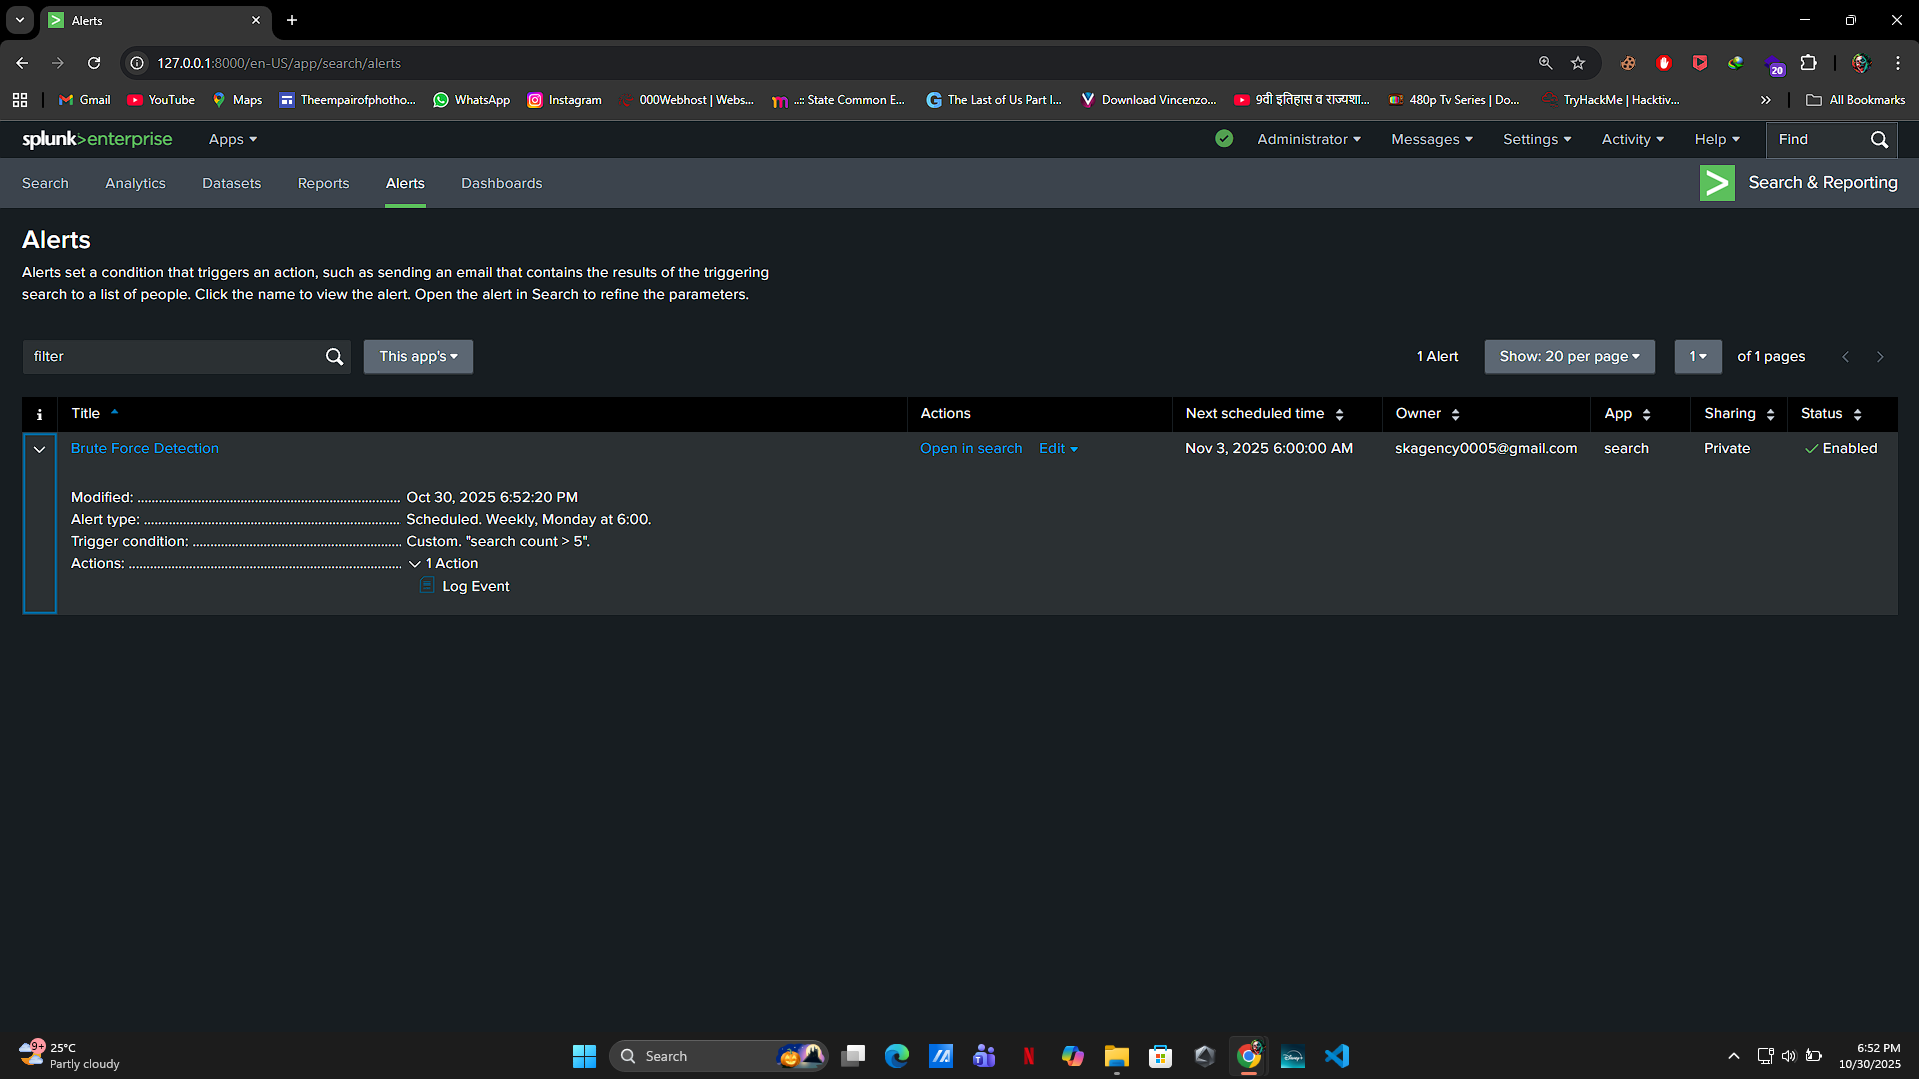 Alerts
127.0.0.1:8000/en-US/app/search/alerts
Gmail YouTube Maps Theempairofphotho... WhatsApp Instagram 000Webhost | Webs... ..:: State Common E... The Last of Us Part I... Download Vincenzo... 9वी इतिहास व राज्यशा... 480p Tv Series | Do... TryHackMe | Hacktiv... » All Bookmarks
20
splunk>enterprise Apps Administrator Messages Settings Activity Help Find
Search Analytics Datasets Reports Alerts Dashboards Search & Reporting
Alerts
Alerts set a condition that triggers an action, such as sending an email that contains the results of the triggering
search to a list of people. Click the name to view the alert. Open the alert in Search to refine the parameters.
filter This app's 1 Alert Show: 20 per page 1 of 1 pages
i Title Actions Next scheduled time Owner App Sharing Status
Brute Force Detection Open in search Edit Nov 3, 2025 6:00:00 AM skagency0005@gmail.com search Private Enabled
Modified: Oct 30, 2025 6:52:20 PM
Alert type: Scheduled. Weekly, Monday at 6:00.
Trigger condition: Custom. "search count > 5".
Actions: 1 Action
Log Event
9+ 25°C
Partly cloudy
Search
6:52 PM
10/30/2025